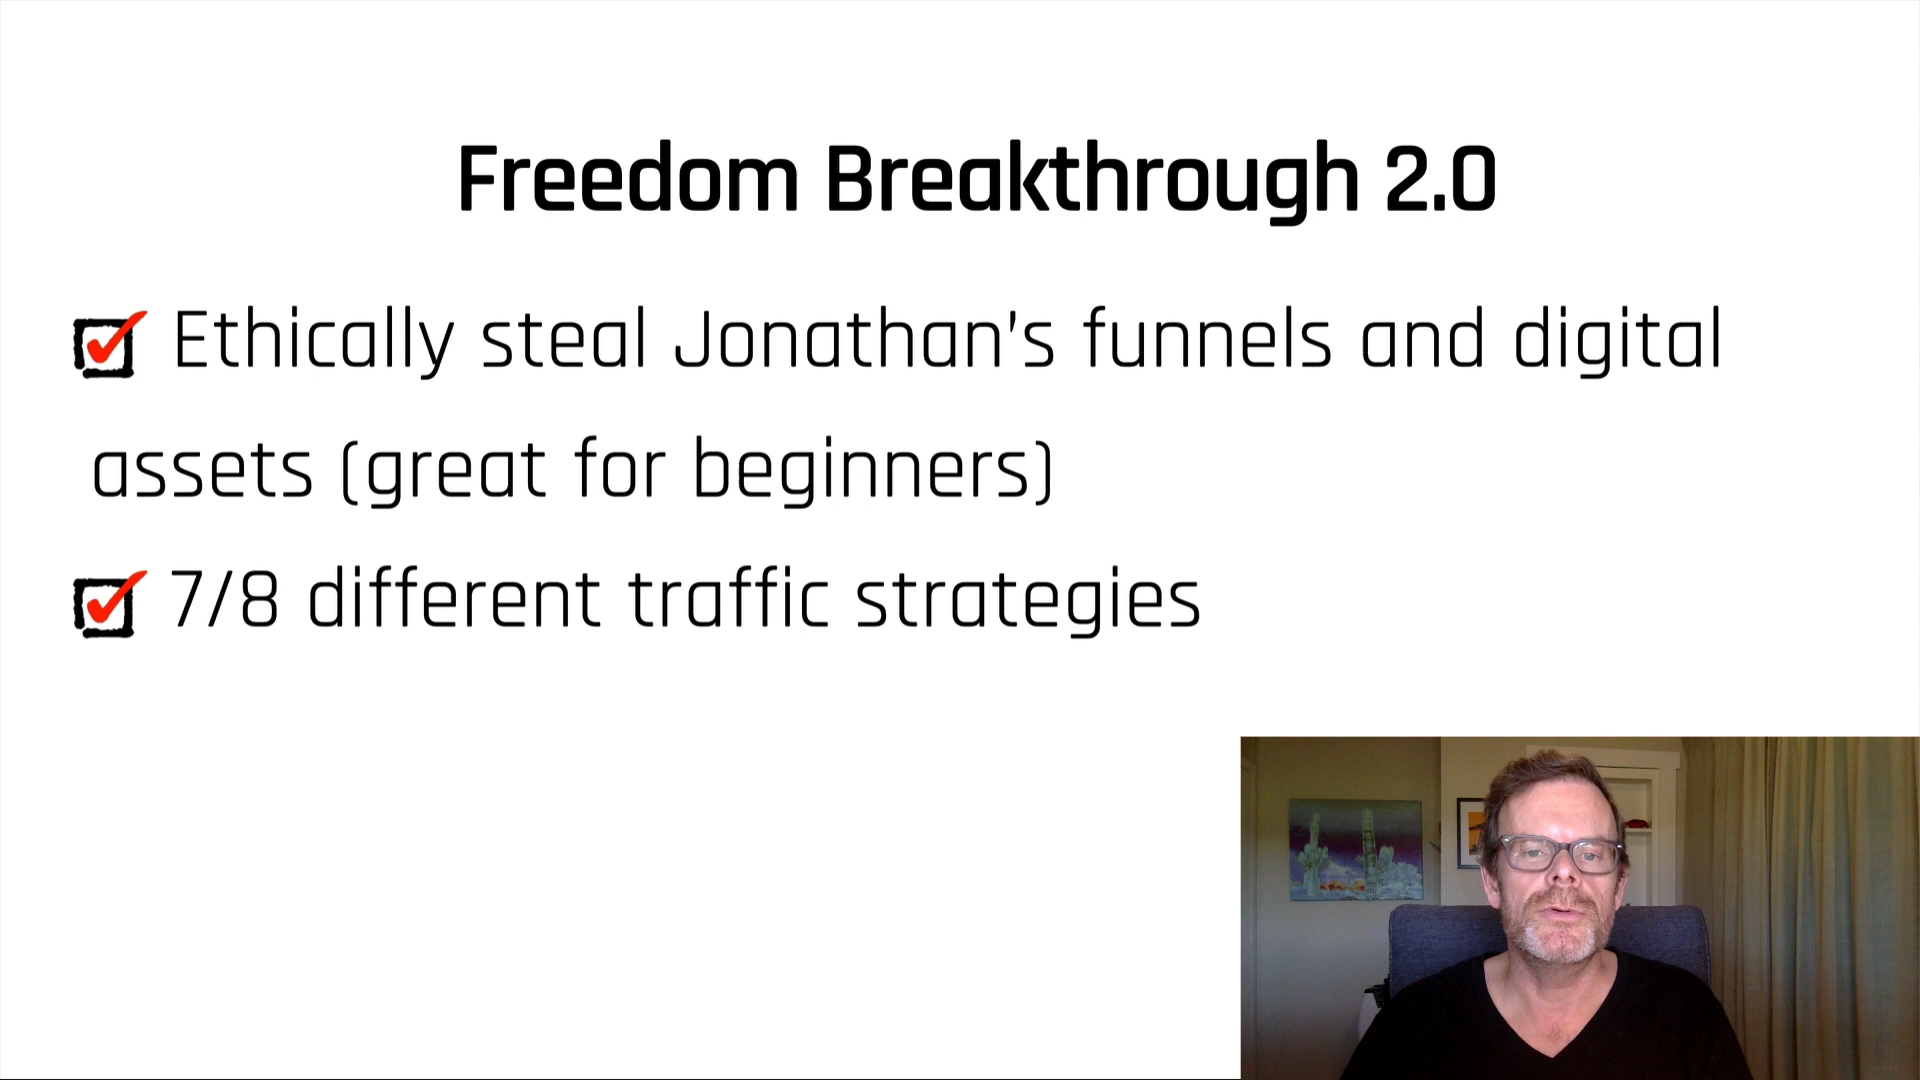 Freedom Breakthrough 2.0
Ethically steal Jonathan's funnels and digital
assets (great for beginners)
7/8 different traffic strategies